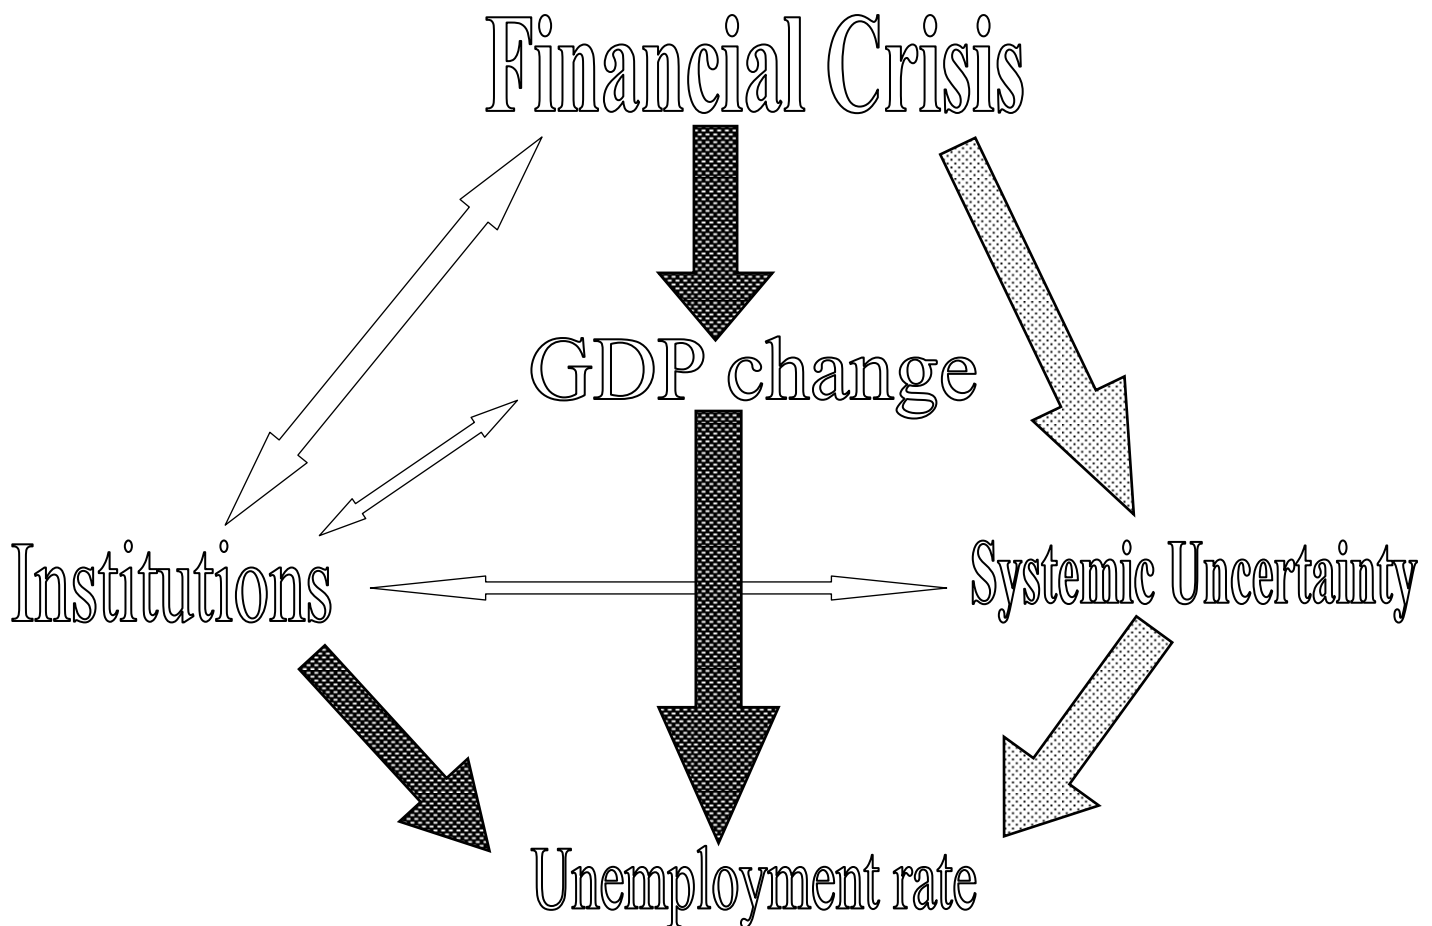 Financial Crisis
GDP change
Institutions
Systemic Uncertainty
Unemployment rate